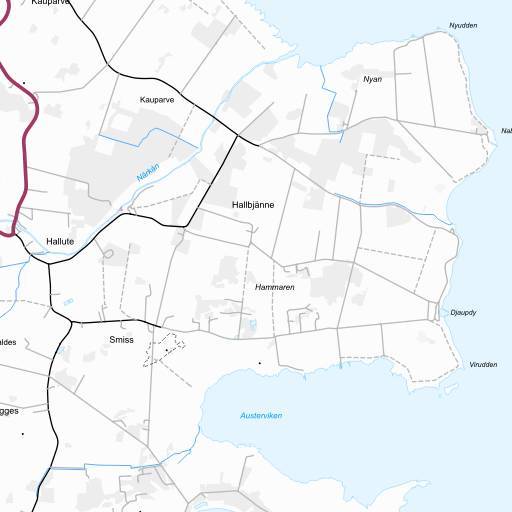 Kauparve
Nyudden
Nyan
Kauparve
Närkån
Hallbjänne
Hallute
Hammaren
Djaupdy
Smiss
Virudden
Austerviken